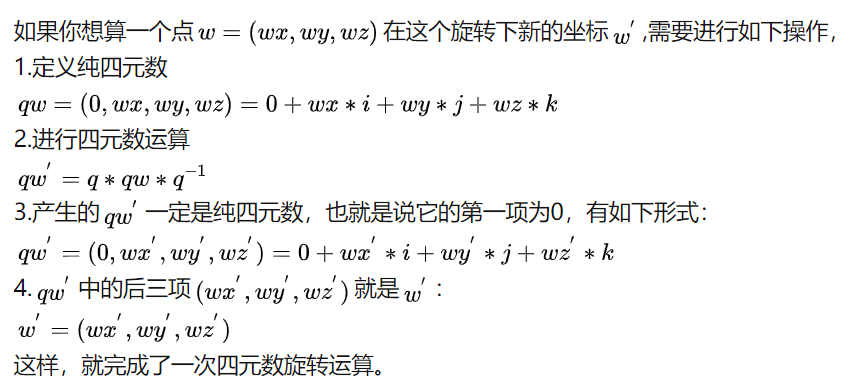 如果你想算一个点 w = (wx, wy, wz) 在这个旋转下新的坐标 w′ ,需要进行如下操作，
1.定义纯四元数
qw = (0, wx, wy, wz) = 0 + wx * i + wy * j + wz * k
2.进行四元数运算
qw′ = q * qw * q⁻¹
3.产生的 qw′ 一定是纯四元数，也就是说它的第一项为0，有如下形式：
qw′ = (0, wx′, wy′, wz′) = 0 + wx′ * i + wy′ * j + wz′ * k
4. qw′ 中的后三项 (wx′, wy′, wz′) 就是 w′ ：
w′ = (wx′, wy′, wz′)
这样，就完成了一次四元数旋转运算。